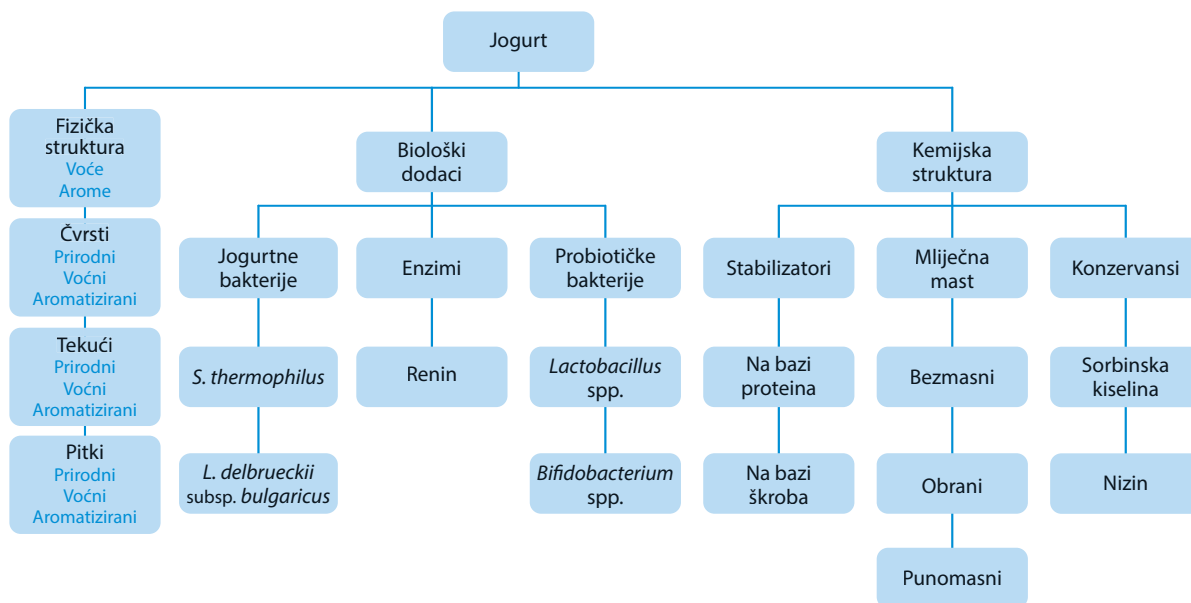 Jogurt
Fizička
struktura
Voće
Arome
Čvrsti
Prirodni
Voćni
Aromatizirani
Tekući
Prirodni
Voćni
Aromatizirani
Pitki
Prirodni
Voćni
Aromatizirani
Biološki
dodaci
Jogurtne
bakterije
S. thermophilus
L. delbrueckii
subsp. bulgaricus
Enzimi
Renin
Probiotičke
bakterije
Lactobacillus
spp.
Bifidobacterium
spp.
Kemijska
struktura
Stabilizatori
Na bazi
proteina
Na bazi
škroba
Mliječna
mast
Bezmasni
Obrani
Punomasni
Konzervansi
Sorbinska
kiselina
Nizin